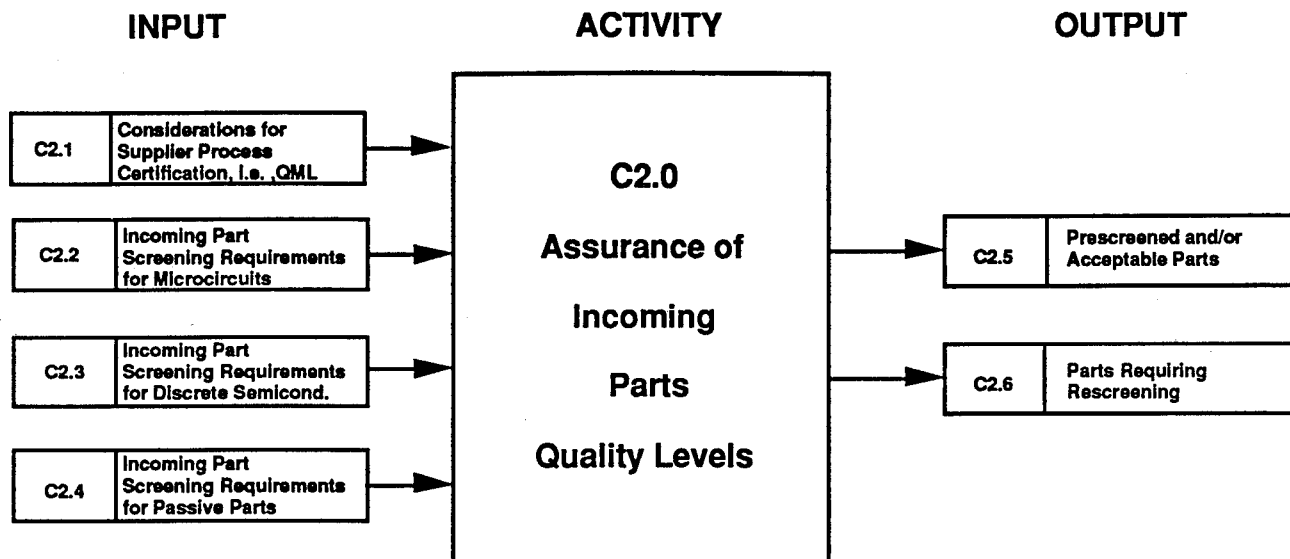 INPUT
ACTIVITY
OUTPUT
C2.1
Considerations for
Supplier Process
Certification, i.e. ,QML
C2.2
Incoming Part
Screening Requirements
for Microcircuits
C2.3
Incoming Part
Screening Requirements
for Discrete Semicond.
C2.4
Incoming Part
Screening Requirements
for Passive Parts
C2.0
Assurance of
Incoming
Parts
Quality Levels
C2.5
Prescreened and/or
Acceptable Parts
C2.6
Parts Requiring
Rescreening